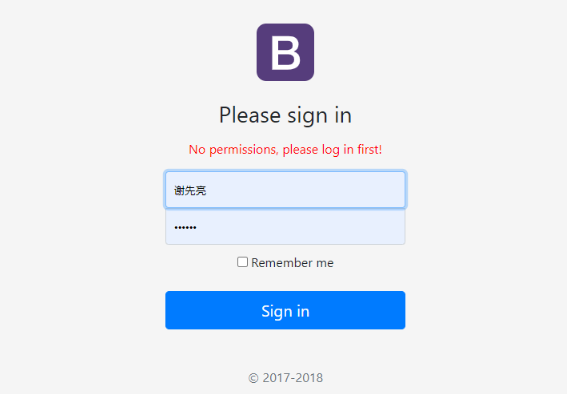 B
Please sign in
No permissions, please log in first!
谢先亮
••••••
Remember me
Sign in
© 2017-2018